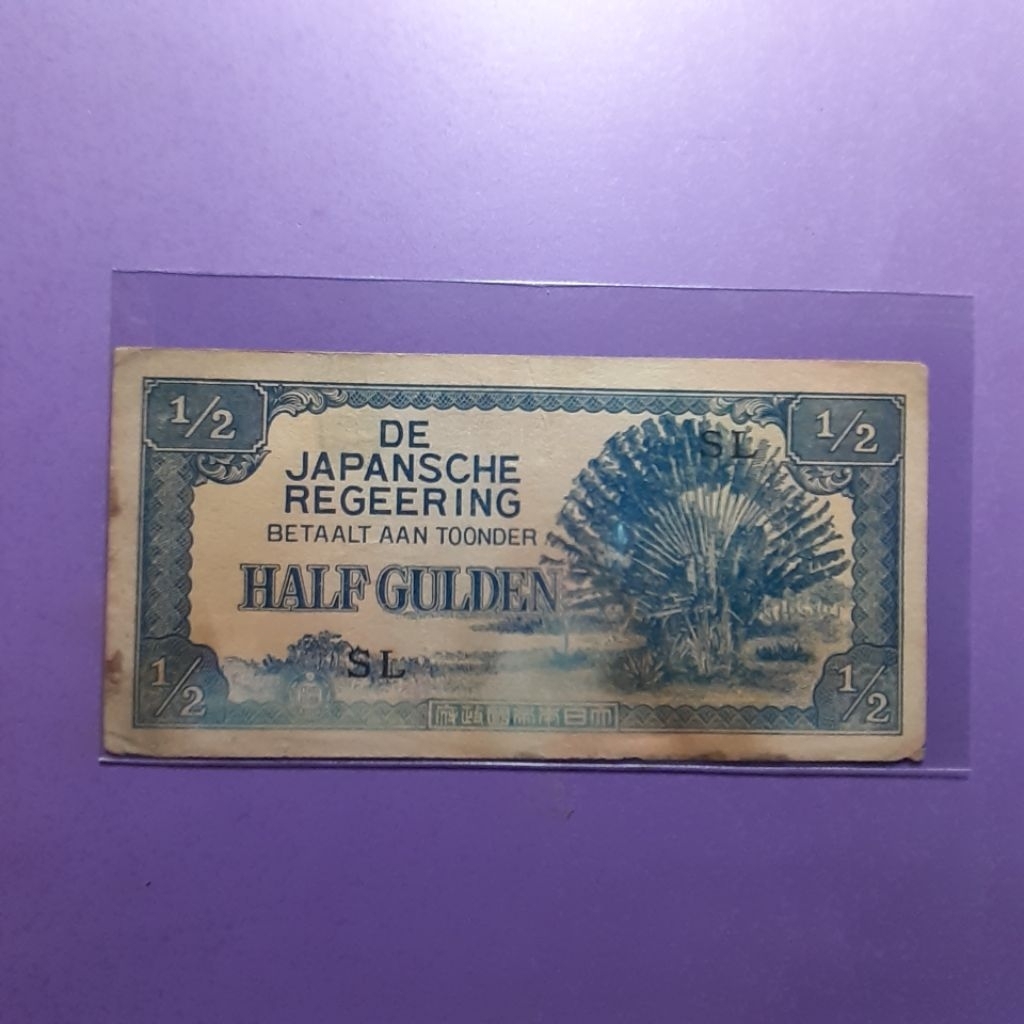 1/2
1/2
SL
DE
JAPANSCHE
REGEERING
BETAALT AAN TOONDER
HALF GULDEN
SL
1/2
府政國帝本日大
1/2